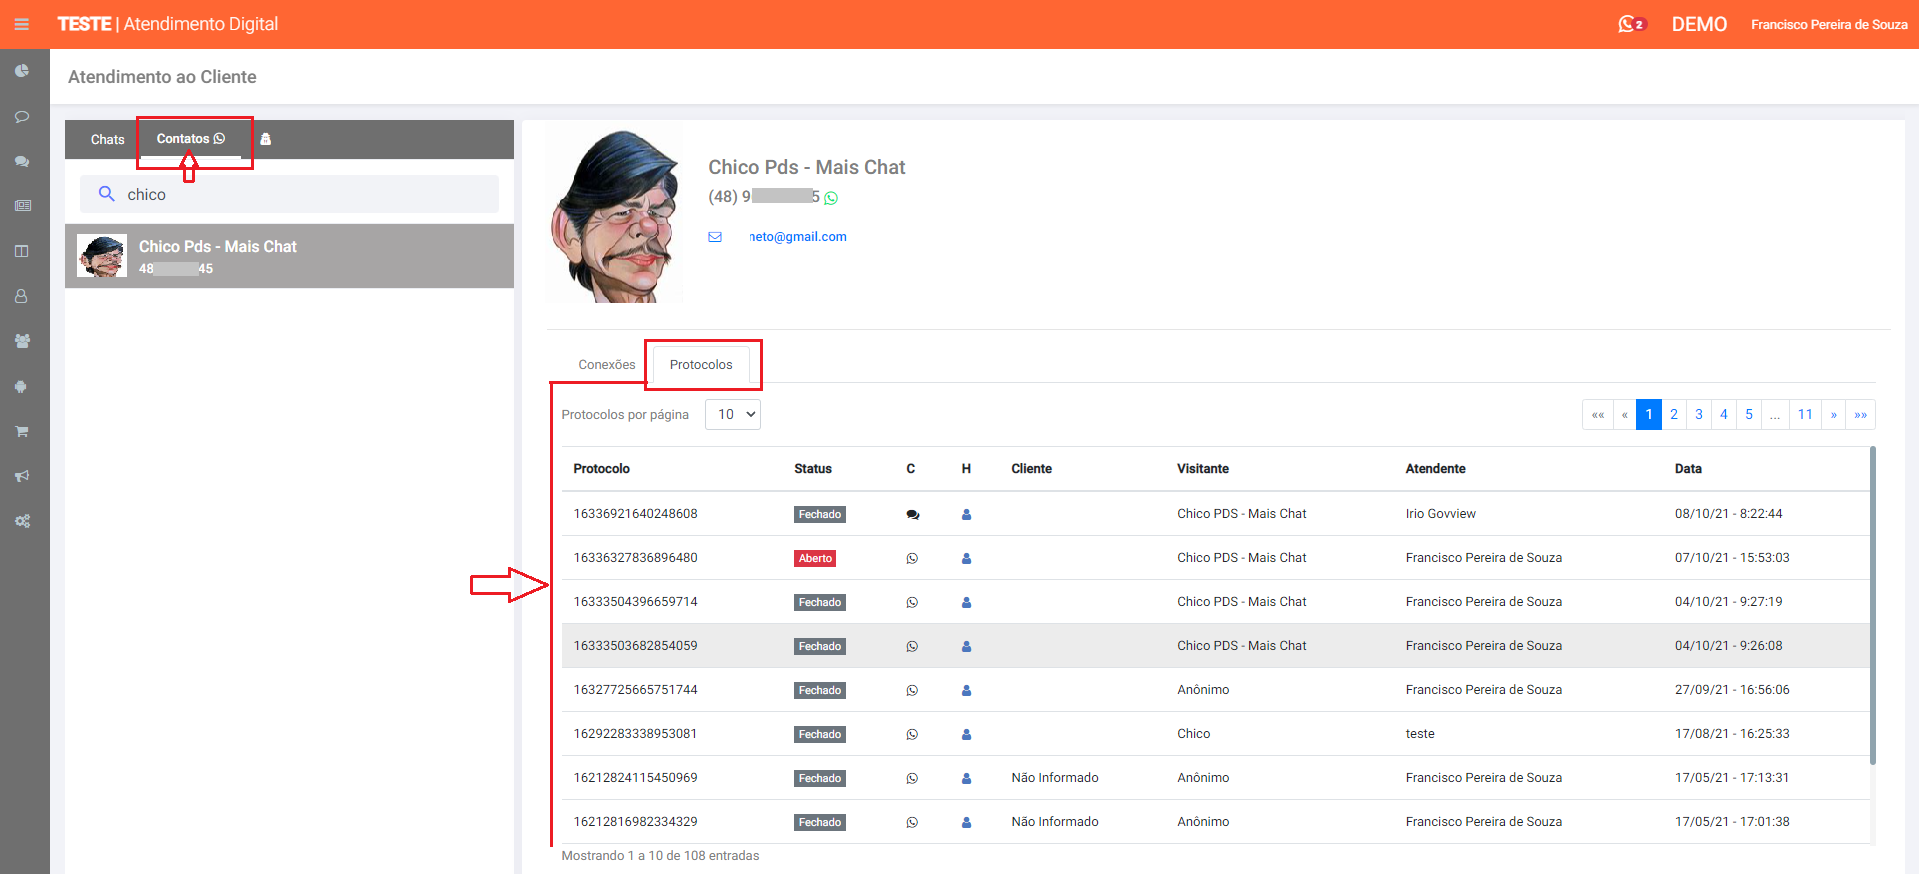 TESTE | Atendimento Digital
2
DEMO
Francisco Pereira de Souza
Atendimento ao Cliente
Chats
Contatos
chico
Chico Pds - Mais Chat
48 45
Chico Pds - Mais Chat
(48) 9 5
neto@gmail.com
Conexões
Protocolos
Protocolos por página
10
«« « 1 2 3 4 5 ... 11 » »»
Protocolo Status C H Cliente Visitante Atendente Data
16336921640248608 Fechado Chico PDS - Mais Chat Irio Govview 08/10/21 - 8:22:44
16336327836896480 Aberto Chico PDS - Mais Chat Francisco Pereira de Souza 07/10/21 - 15:53:03
16333504396659714 Fechado Chico PDS - Mais Chat Francisco Pereira de Souza 04/10/21 - 9:27:19
16333503682854059 Fechado Chico PDS - Mais Chat Francisco Pereira de Souza 04/10/21 - 9:26:08
16327725665751744 Fechado Anônimo Francisco Pereira de Souza 27/09/21 - 16:56:06
16292283338953081 Fechado Chico teste 17/08/21 - 16:25:33
16212824115450969 Fechado Não Informado Anônimo Francisco Pereira de Souza 17/05/21 - 17:13:31
16212816982334329 Fechado Não Informado Anônimo Francisco Pereira de Souza 17/05/21 - 17:01:38
Mostrando 1 a 10 de 108 entradas